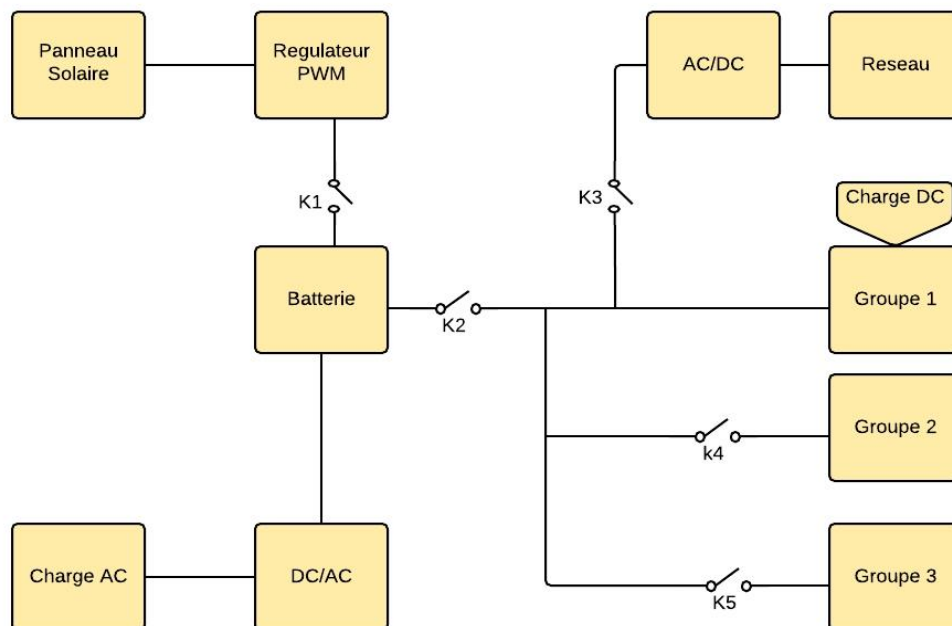 Panneau
Solaire
Regulateur
PWM
AC/DC
Reseau
K1
K3
Charge DC
Batterie
K2
Groupe 1
k4
Groupe 2
Charge AC
DC/AC
K5
Groupe 3